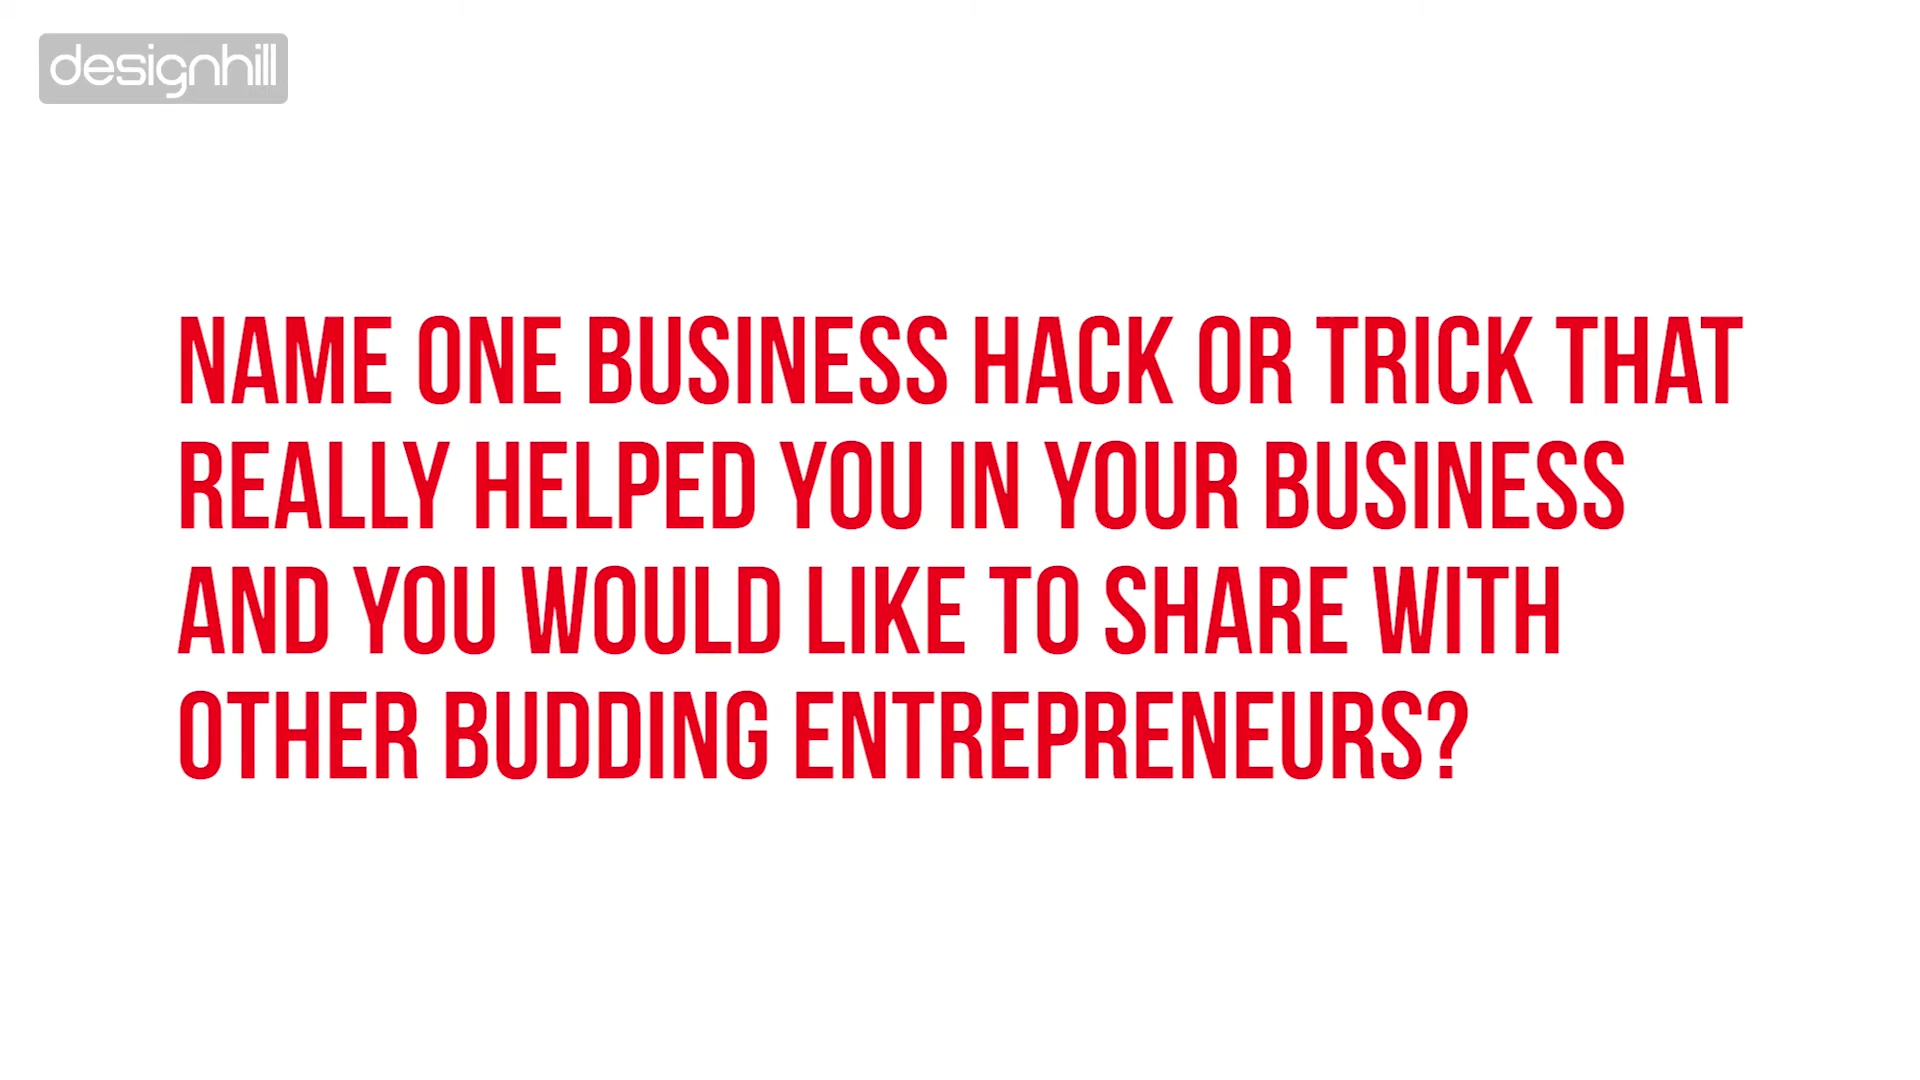 designhill
NAME ONE BUSINESS HACK OR TRICK THAT
REALLY HELPED YOU IN YOUR BUSINESS
AND YOU WOULD LIKE TO SHARE WITH
OTHER BUDDING ENTREPRENEURS?